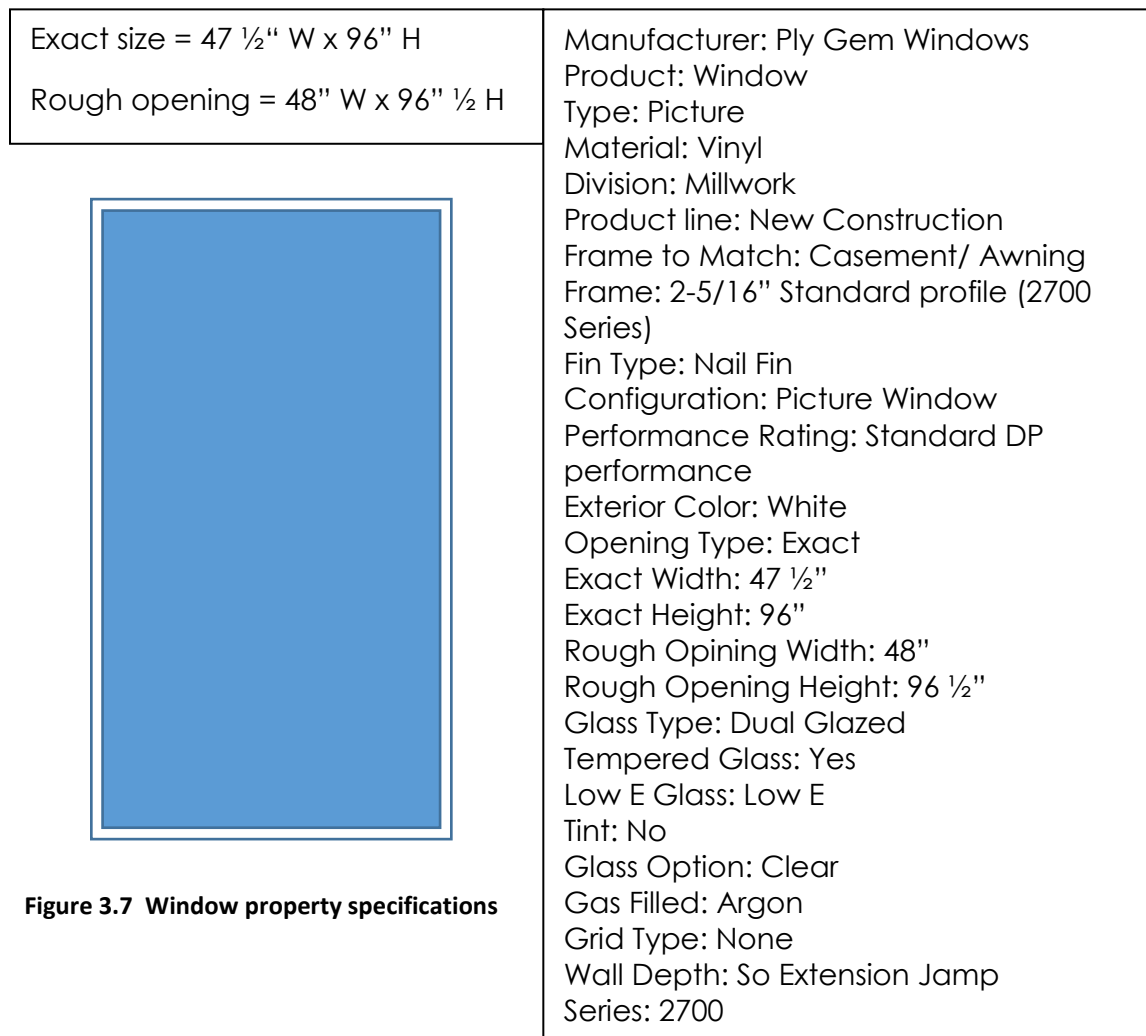 Exact size = 47 ½“ W x 96” H
Rough opening = 48” W x 96” ½ H
Figure 3.7  Window property specifications
Manufacturer: Ply Gem Windows
Product: Window
Type: Picture
Material: Vinyl
Division: Millwork
Product line: New Construction
Frame to Match: Casement/ Awning
Frame: 2-5/16” Standard profile (2700
Series)
Fin Type: Nail Fin
Configuration: Picture Window
Performance Rating: Standard DP
performance
Exterior Color: White
Opening Type: Exact
Exact Width: 47 ½”
Exact Height: 96”
Rough Opining Width: 48”
Rough Opening Height: 96 ½”
Glass Type: Dual Glazed
Tempered Glass: Yes
Low E Glass: Low E
Tint: No
Glass Option: Clear
Gas Filled: Argon
Grid Type: None
Wall Depth: So Extension Jamp
Series: 2700